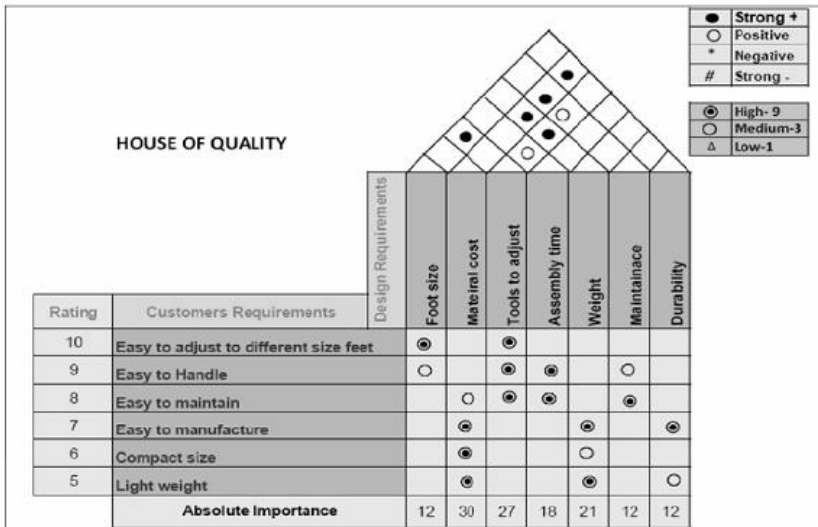 Strong +
Positive
* Negative
# Strong -
High- 9
Medium-3
Δ Low-1
HOUSE OF QUALITY
Design Requirements
Foot size
Mateiral cost
Tools to adjust
Assembly time
Weight
Maintainace
Durability
Rating Customers Requirements
10 Easy to adjust to different size feet
9 Easy to Handle
8 Easy to maintain
7 Easy to manufacture
6 Compact size
5 Light weight
Absolute Importance 12 30 27 18 21 12 12